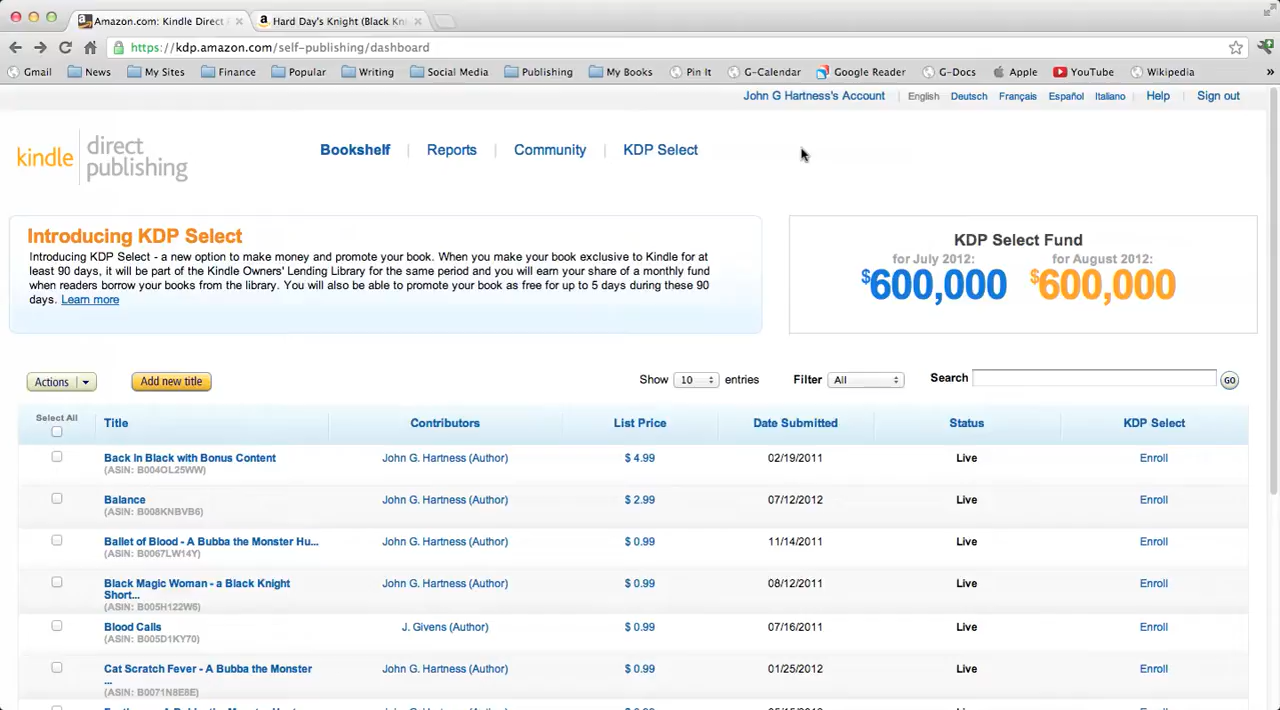 Amazon.com: Kindle Direct
Hard Day's Knight (Black Kn
https://kdp.amazon.com/self-publishing/dashboard
Gmail News My Sites Finance Popular Writing Social Media Publishing My Books Pin It G-Calendar Google Reader G-Docs Apple YouTube Wikipedia »
John G Hartness's Account English Deutsch Français Español Italiano Help Sign out
kindle direct publishing
Bookshelf Reports Community KDP Select
Introducing KDP Select
Introducing KDP Select - a new option to make money and promote your book. When you make your book exclusive to Kindle for at
least 90 days, it will be part of the Kindle Owners' Lending Library for the same period and you will earn your share of a monthly fund
when readers borrow your books from the library. You will also be able to promote your book as free for up to 5 days during these 90
days. Learn more
KDP Select Fund
for July 2012: for August 2012:
$600,000 $600,000
Actions Add new title Show 10 entries Filter All Search GO
Select All Title Contributors List Price Date Submitted Status KDP Select
Back in Black with Bonus Content John G. Hartness (Author) $ 4.99 02/19/2011 Live Enroll
(ASIN: B004OL25WW)
Balance John G. Hartness (Author) $ 2.99 07/12/2012 Live Enroll
(ASIN: B008KNBVB6)
Ballet of Blood - A Bubba the Monster Hu... John G. Hartness (Author) $ 0.99 11/14/2011 Live Enroll
(ASIN: B0067LW14Y)
Black Magic Woman - a Black Knight John G. Hartness (Author) $ 0.99 08/12/2011 Live Enroll
Short...
(ASIN: B005H122W6)
Blood Calls J. Givens (Author) $ 0.99 07/16/2011 Live Enroll
(ASIN: B005D1KY70)
Cat Scratch Fever - A Bubba the Monster John G. Hartness (Author) $ 0.99 01/25/2012 Live Enroll
...
(ASIN: B0071N8E8E)